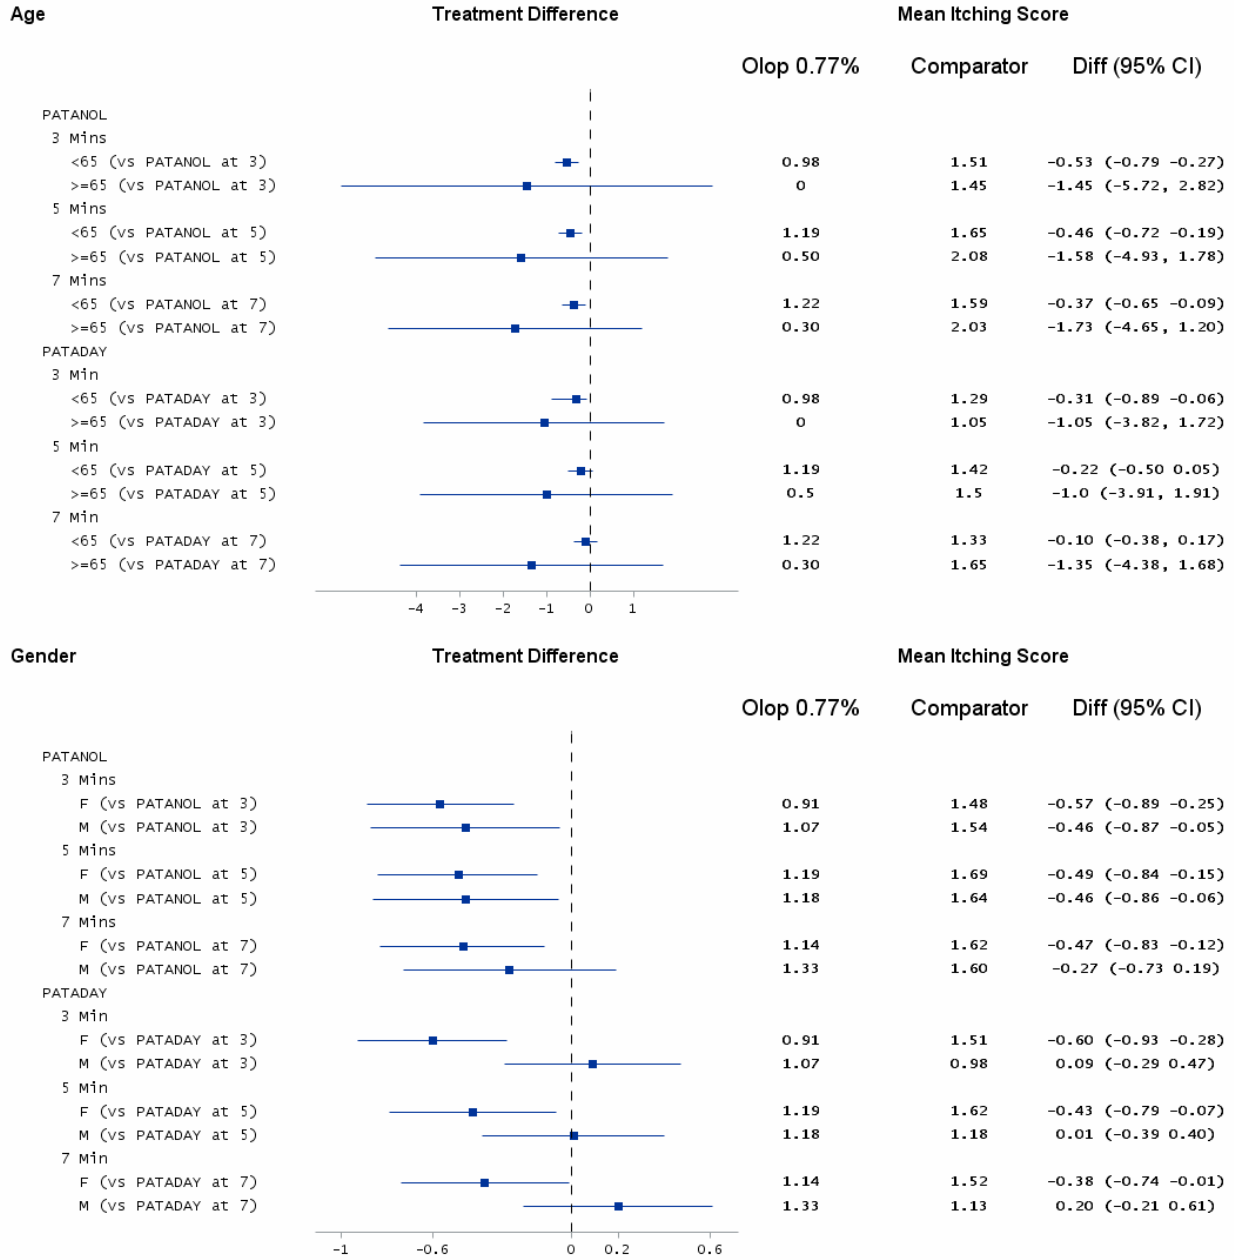 Age Treatment Difference Mean Itching Score
Olop 0.77% Comparator Diff (95% CI)
PATANOL
3 Mins
<65 (vs PATANOL at 3) 0.98 1.51 -0.53 (-0.79 -0.27)
>=65 (vs PATANOL at 3) 0 1.45 -1.45 (-5.72, 2.82)
5 Mins
<65 (vs PATANOL at 5) 1.19 1.65 -0.46 (-0.72 -0.19)
>=65 (vs PATANOL at 5) 0.50 2.08 -1.58 (-4.93, 1.78)
7 Mins
<65 (vs PATANOL at 7) 1.22 1.59 -0.37 (-0.65 -0.09)
>=65 (vs PATANOL at 7) 0.30 2.03 -1.73 (-4.65, 1.20)
PATADAY
3 Min
<65 (vs PATADAY at 3) 0.98 1.29 -0.31 (-0.89 -0.06)
>=65 (vs PATADAY at 3) 0 1.05 -1.05 (-3.82, 1.72)
5 Min
<65 (vs PATADAY at 5) 1.19 1.42 -0.22 (-0.50 0.05)
>=65 (vs PATADAY at 5) 0.5 1.5 -1.0 (-3.91, 1.91)
7 Min
<65 (vs PATADAY at 7) 1.22 1.33 -0.10 (-0.38, 0.17)
>=65 (vs PATADAY at 7) 0.30 1.65 -1.35 (-4.38, 1.68)
-4 -3 -2 -1 0 1
Gender Treatment Difference Mean Itching Score
Olop 0.77% Comparator Diff (95% CI)
PATANOL
3 Mins
F (vs PATANOL at 3) 0.91 1.48 -0.57 (-0.89 -0.25)
M (vs PATANOL at 3) 1.07 1.54 -0.46 (-0.87 -0.05)
5 Mins
F (vs PATANOL at 5) 1.19 1.69 -0.49 (-0.84 -0.15)
M (vs PATANOL at 5) 1.18 1.64 -0.46 (-0.86 -0.06)
7 Mins
F (vs PATANOL at 7) 1.14 1.62 -0.47 (-0.83 -0.12)
M (vs PATANOL at 7) 1.33 1.60 -0.27 (-0.73 0.19)
PATADAY
3 Min
F (vs PATADAY at 3) 0.91 1.51 -0.60 (-0.93 -0.28)
M (vs PATADAY at 3) 1.07 0.98 0.09 (-0.29 0.47)
5 Min
F (vs PATADAY at 5) 1.19 1.62 -0.43 (-0.79 -0.07)
M (vs PATADAY at 5) 1.18 1.18 0.01 (-0.39 0.40)
7 Min
F (vs PATADAY at 7) 1.14 1.52 -0.38 (-0.74 -0.01)
M (vs PATADAY at 7) 1.33 1.13 0.20 (-0.21 0.61)
-1 -0.6 0 0.2 0.6